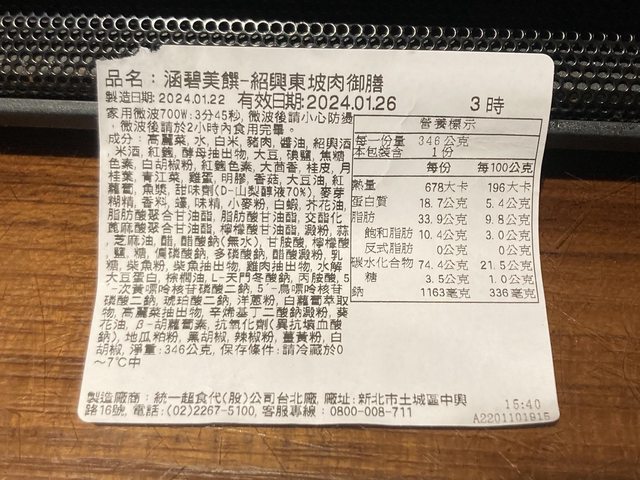 品名：涵碧美饌-紹興東坡肉御膳
製造日期:2024.01.22 有效日期:2024.01.26 3時
家用微波700W:3分45秒,微波後請小心防燙
,微波後請於2小時內食用完畢。
成分：高麗菜,水,白米,豬肉,醬油,紹興酒
,米酒,紅麴,酵母抽出物,大豆,碘鹽,焦糖
色素,白胡椒粉,紅麴色素,大茴香,桂皮,月
桂葉,青江菜,雞蛋,明膠,香菇,大豆油,紅
蘿蔔,魚漿,甜味劑(D-山梨醇液70%),麥芽
糊精,香料,蠔,味精,小麥粉,白蝦,芥花油,
脂肪酸聚合甘油酯,脂肪酸甘油酯,交酯化
蓖麻酸聚合甘油酯,檸檬酸甘油酯,澱粉,蒜
,芝麻油,醋,醋酸鈉(無水),甘胺酸,檸檬酸
,鹽,糖,偏磷酸鈉,多磷酸鈉,醋酸澱粉,乳
糖,柴魚粉,柴魚抽出物,雞肉抽出物,水解
大豆蛋白,棕櫚油,L-天門冬酸鈉,丙胺酸,5
'-次黃嘌呤核苷磷酸二鈉,5'-鳥嘌呤核苷
磷酸二鈉,琥珀酸二鈉,洋蔥粉,白蘿蔔萃取
物,高麗菜抽出物,辛烯基丁二酸鈉澱粉,葵
花油,β-胡蘿蔔素,抗氧化劑(異抗壞血酸
鈉),地瓜粕粉,黑胡椒,辣椒粉,薑黃粉,白
胡椒,淨重:346公克,保存條件:請冷藏於0
～7℃中
營養標示
每一份量 346 公克
本包裝含 1份
每份 每100公克
熱量 678大卡 196大卡
蛋白質 18.7公克 5.4公克
脂肪 33.9公克 9.8公克
飽和脂肪 10.4公克 3.0公克
反式脂肪 0公克 0公克
碳水化合物 74.4公克 21.5公克
糖 3.5公克 1.0公克
鈉 1163毫克 336毫克
製造廠商：統一超食代(股)公司台北廠,廠址:新北市土城區中興
路16號,電話:(02)2267-5100,客服專線：0800-008-711
15:40
A2201101815